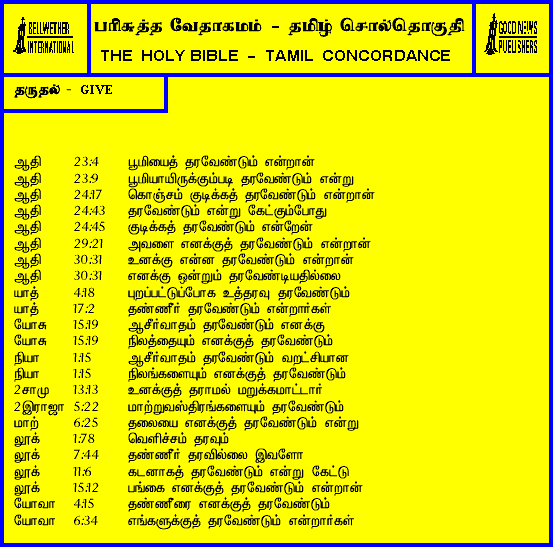 BELLWETHER
INTERNATIONAL
பரிசுத்த வேதாகமம் - தமிழ் சொல்தொகுதி
THE HOLY BIBLE - TAMIL CONCORDANCE
GOOD NEWS
PUBLISHERS
தருதல் - GIVE
ஆதி 23:4 பூமியைத் தரவேண்டும் என்றான்
ஆதி 23:9 பூமியாயிருக்கும்படி தரவேண்டும் என்று
ஆதி 24:17 கொஞ்சம் குடிக்கத் தரவேண்டும் என்றான்
ஆதி 24:43 தரவேண்டும் என்று கேட்கும்போது
ஆதி 24:45 குடிக்கத் தரவேண்டும் என்றேன்
ஆதி 29:21 அவளை எனக்குத் தரவேண்டும் என்றான்
ஆதி 30:31 உனக்கு என்ன தரவேண்டும் என்றான்
ஆதி 30:31 எனக்கு ஒன்றும் தரவேண்டியதில்லை
யாத் 4:18 புறப்பட்டுப்போக உத்தரவு தரவேண்டும்
யாத் 17:2 தண்ணீர் தரவேண்டும் என்றார்கள்
யோசு 15:19 ஆசீர்வாதம் தரவேண்டும் எனக்கு
யோசு 15:19 நிலத்தையும் எனக்குத் தரவேண்டும்
நியா 1:15 ஆசீர்வாதம் தரவேண்டும் வறட்சியான
நியா 1:15 நிலங்களையும் எனக்குத் தரவேண்டும்
2சாமு 13:13 உனக்குத் தராமல் மறுக்கமாட்டார்
2இராஜா 5:22 மாற்றுவஸ்திரங்களையும் தரவேண்டும்
மாற் 6:25 தலையை எனக்குத் தரவேண்டும் என்று
லூக் 1:78 வெளிச்சம் தரவும்
லூக் 7:44 தண்ணீர் தரவில்லை இவளோ
லூக் 11:6 கடனாகத் தரவேண்டும் என்று கேட்டு
லூக் 15:12 பங்கை எனக்குத் தரவேண்டும் என்றான்
யோவா 4:15 தண்ணீரை எனக்குத் தரவேண்டும்
யோவா 6:34 எங்களுக்குத் தரவேண்டும் என்றார்கள்